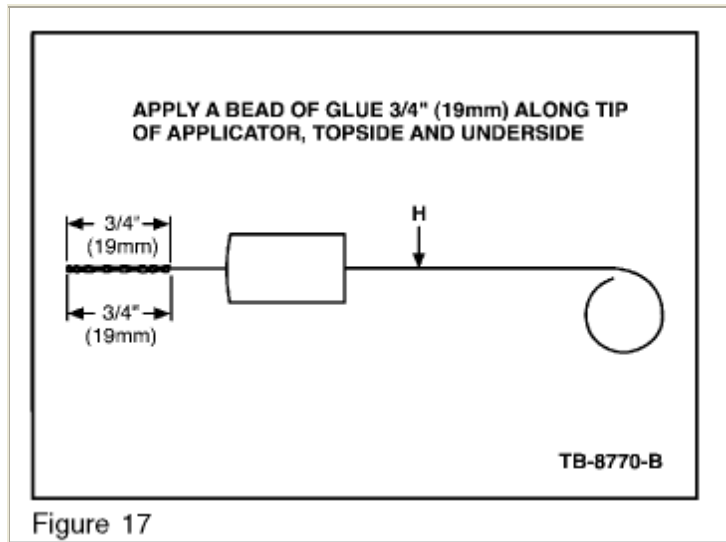 APPLY A BEAD OF GLUE 3/4" (19mm) ALONG TIP
OF APPLICATOR, TOPSIDE AND UNDERSIDE
3/4"
(19mm)
H
3/4"
(19mm)
TB-8770-B
Figure 17